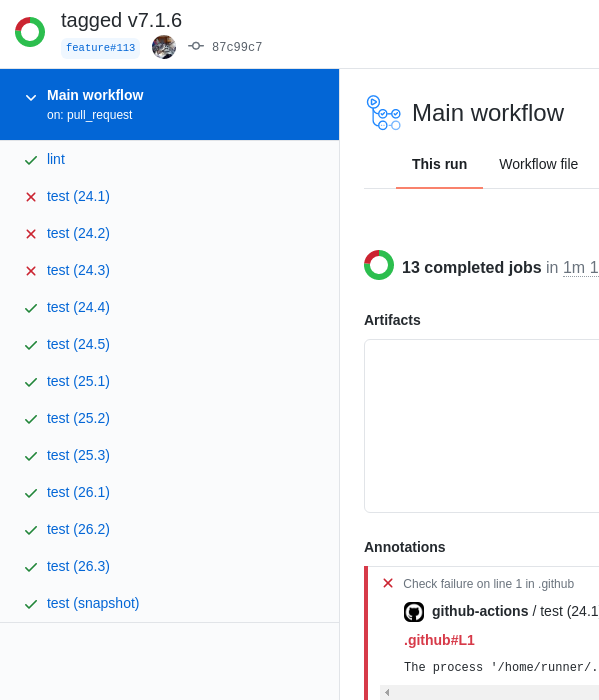 tagged v7.1.6
feature#113
87c99c7
Main workflow
on: pull_request
lint
test (24.1)
test (24.2)
test (24.3)
test (24.4)
test (24.5)
test (25.1)
test (25.2)
test (25.3)
test (26.1)
test (26.2)
test (26.3)
test (snapshot)
Main workflow
This run Workflow file
13 completed jobs in 1m 1
Artifacts
Annotations
Check failure on line 1 in .github
github-actions / test (24.1
.github#L1
The process '/home/runner/.